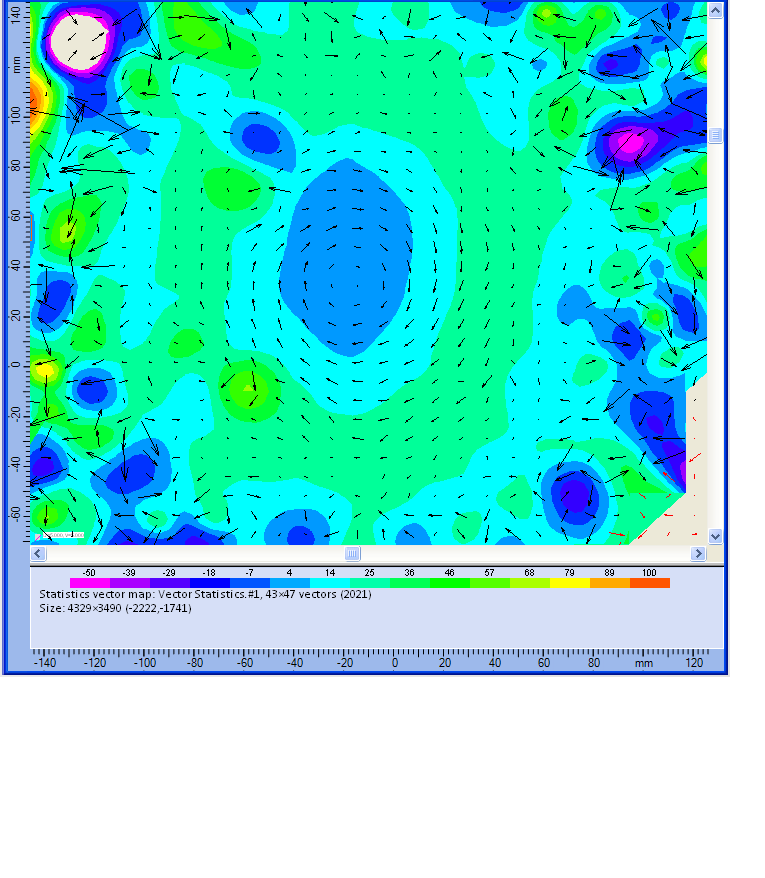 140
mm
100
80
60
40
20
0
-20
-40
-60
-50 -39 -29 -18 -7 4 14 25 36 46 57 68 79 89 100
Statistics vector map: Vector Statistics.#1, 43×47 vectors (2021)
Size: 4329×3490 (-2222,-1741)
-140 -120 -100 -80 -60 -40 -20 0 20 40 60 80 mm 120